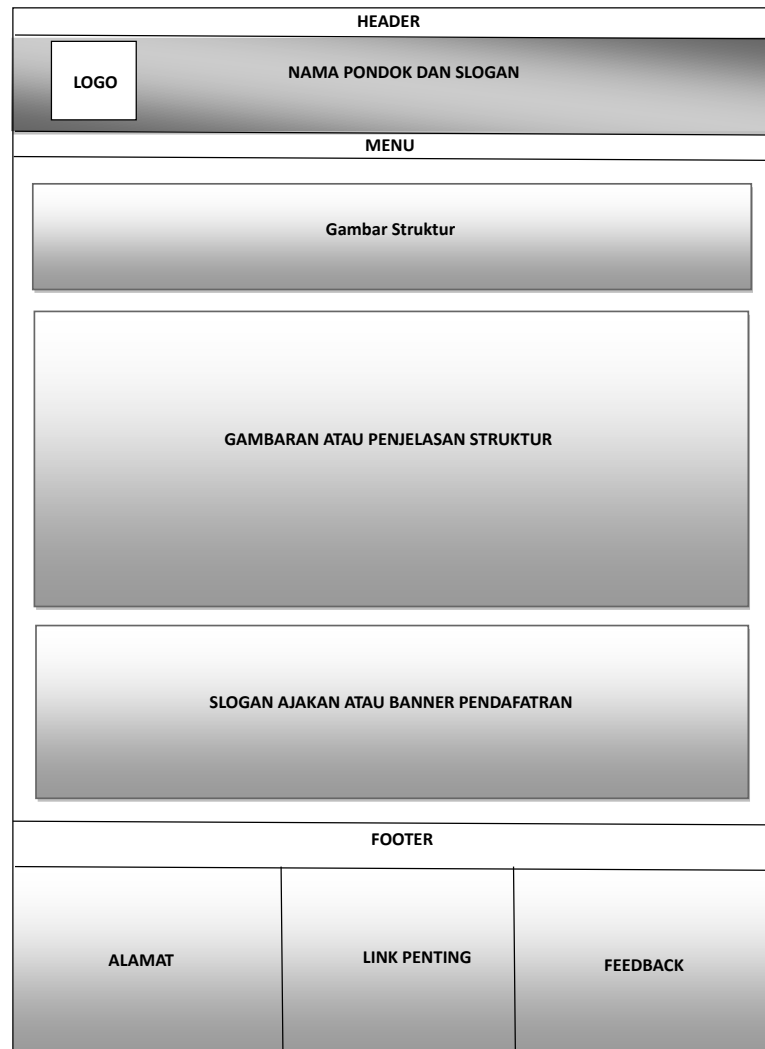 HEADER
LOGO
NAMA PONDOK DAN SLOGAN
MENU
Gambar Struktur
GAMBARAN ATAU PENJELASAN STRUKTUR
SLOGAN AJAKAN ATAU BANNER PENDAFATRAN
FOOTER
ALAMAT
LINK PENTING
FEEDBACK